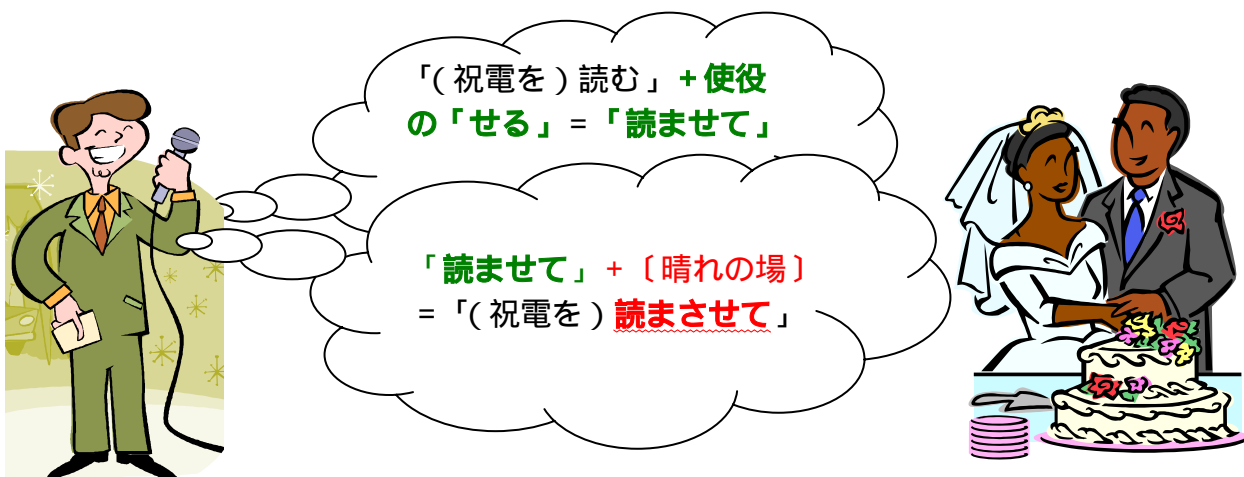 「（祝電を）読む」+使役
の「せる」=「読ませて」
「読ませて」+〔晴れの場〕
=「（祝電を）読まさせて」